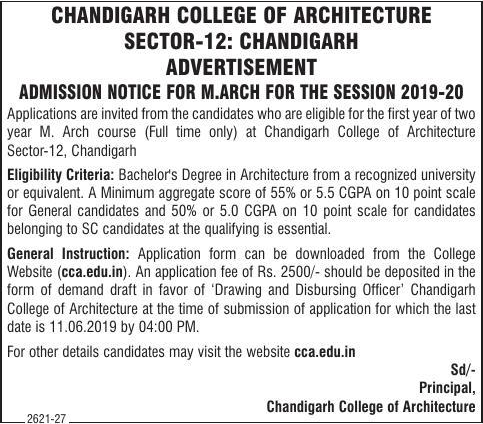 CHANDIGARH COLLEGE OF ARCHITECTURE
SECTOR-12: CHANDIGARH
ADVERTISEMENT
ADMISSION NOTICE FOR M.ARCH FOR THE SESSION 2019-20
Applications are invited from the candidates who are eligible for the first year of two
year M. Arch course (Full time only) at Chandigarh College of Architecture
Sector-12, Chandigarh
Eligibility Criteria: Bachelor's Degree in Architecture from a recognized university
or equivalent. A Minimum aggregate score of 55% or 5.5 CGPA on 10 point scale
for General candidates and 50% or 5.0 CGPA on 10 point scale for candidates
belonging to SC candidates at the qualifying is essential.
General Instruction: Application form can be downloaded from the College
Website (cca.edu.in). An application fee of Rs. 2500/- should be deposited in the
form of demand draft in favor of ‘Drawing and Disbursing Officer’ Chandigarh
College of Architecture at the time of submission of application for which the last
date is 11.06.2019 by 04:00 PM.
For other details candidates may visit the website cca.edu.in
Sd/-
Principal,
Chandigarh College of Architecture
2621-27